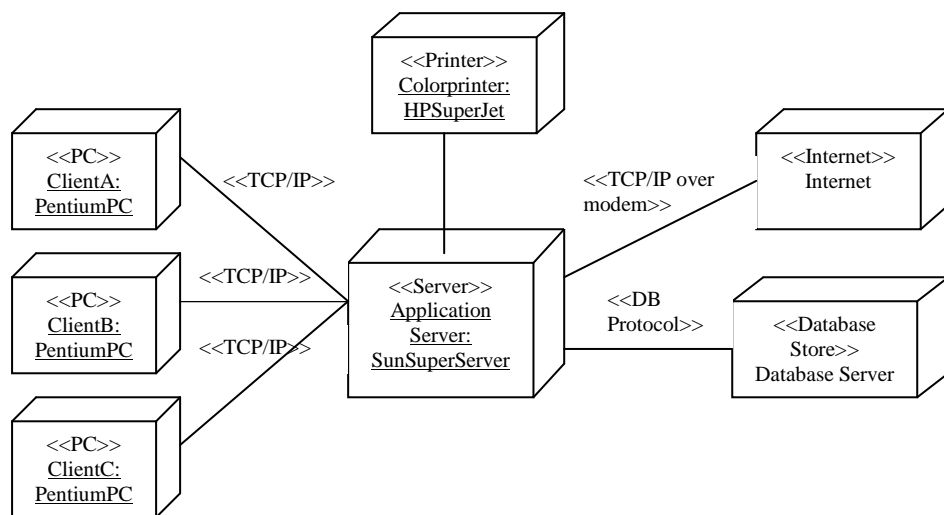 <<Printer>>
Colorprinter:
HPSuperJet
<<PC>>
ClientA:
PentiumPC
<<TCP/IP>>
<<TCP/IP over
modem>>
<<Internet>>
Internet
<<PC>>
ClientB:
PentiumPC
<<TCP/IP>>
<<TCP/IP>>
<<Server>>
Application
Server:
SunSuperServer
<<DB
Protocol>>
<<Database
Store>>
Database Server
<<PC>>
ClientC:
PentiumPC